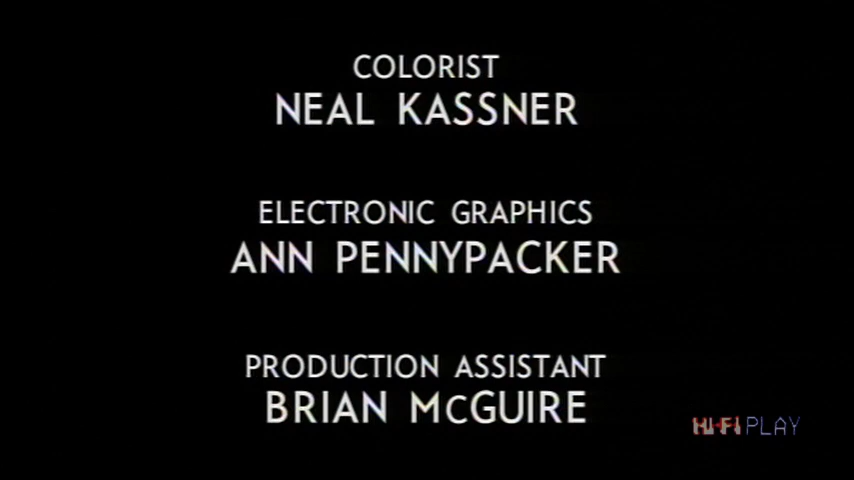 COLORIST
NEAL KASSNER
ELECTRONIC GRAPHICS
ANN PENNYPACKER
PRODUCTION ASSISTANT
BRIAN McGUIRE
HI-FI PLAY